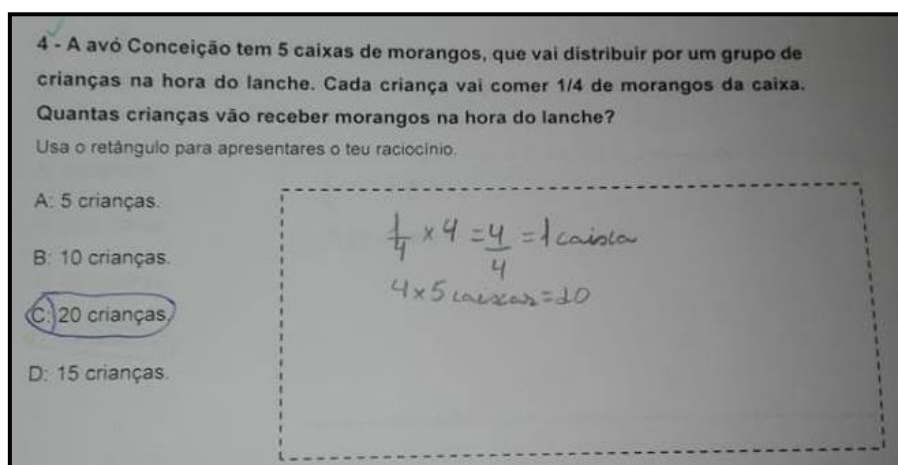 4 - A avó Conceição tem 5 caixas de morangos, que vai distribuir por um grupo de
crianças na hora do lanche. Cada criança vai comer 1/4 de morangos da caixa.
Quantas crianças vão receber morangos na hora do lanche?
Usa o retângulo para apresentares o teu raciocínio.
A: 5 crianças.
B: 10 crianças.
C: 20 crianças.
D: 15 crianças.
1/4 × 4 = 4/4 = 1 caixa
4 × 5 caixas = 20